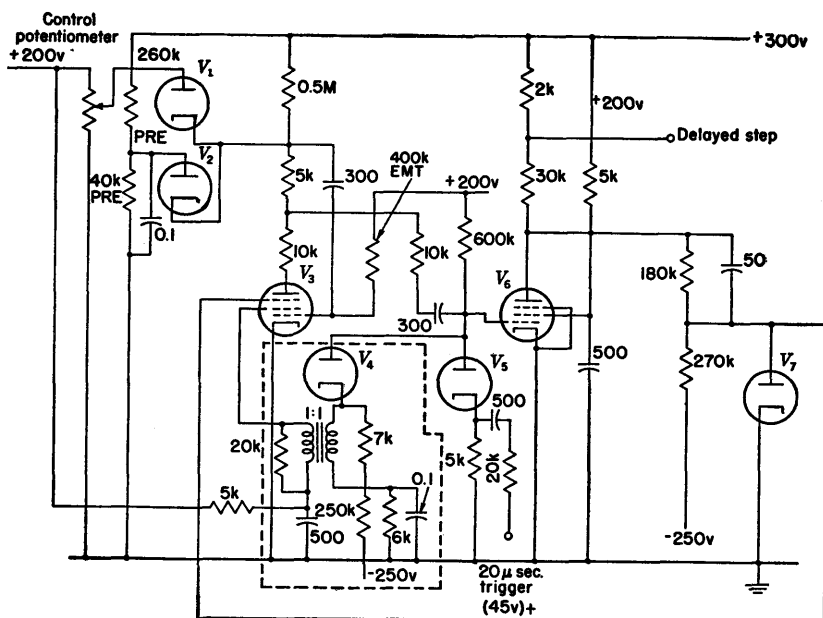 Control
potentiometer
+200v
260k
V1
+300v
0.5M
2k
+200v
PRE
Delayed step
V2
400k
EMT
300
5k
+200v
30k
5k
40k
PRE
0.1
10k
10k
600k
V3
V6
180k
50
300
V4
V5
500
270k
V7
1:1
500
20k
7k
5k
20k
0.1
5k
250k
500
6k
-250v
-250v
20 μ sec.
trigger
(45v)+